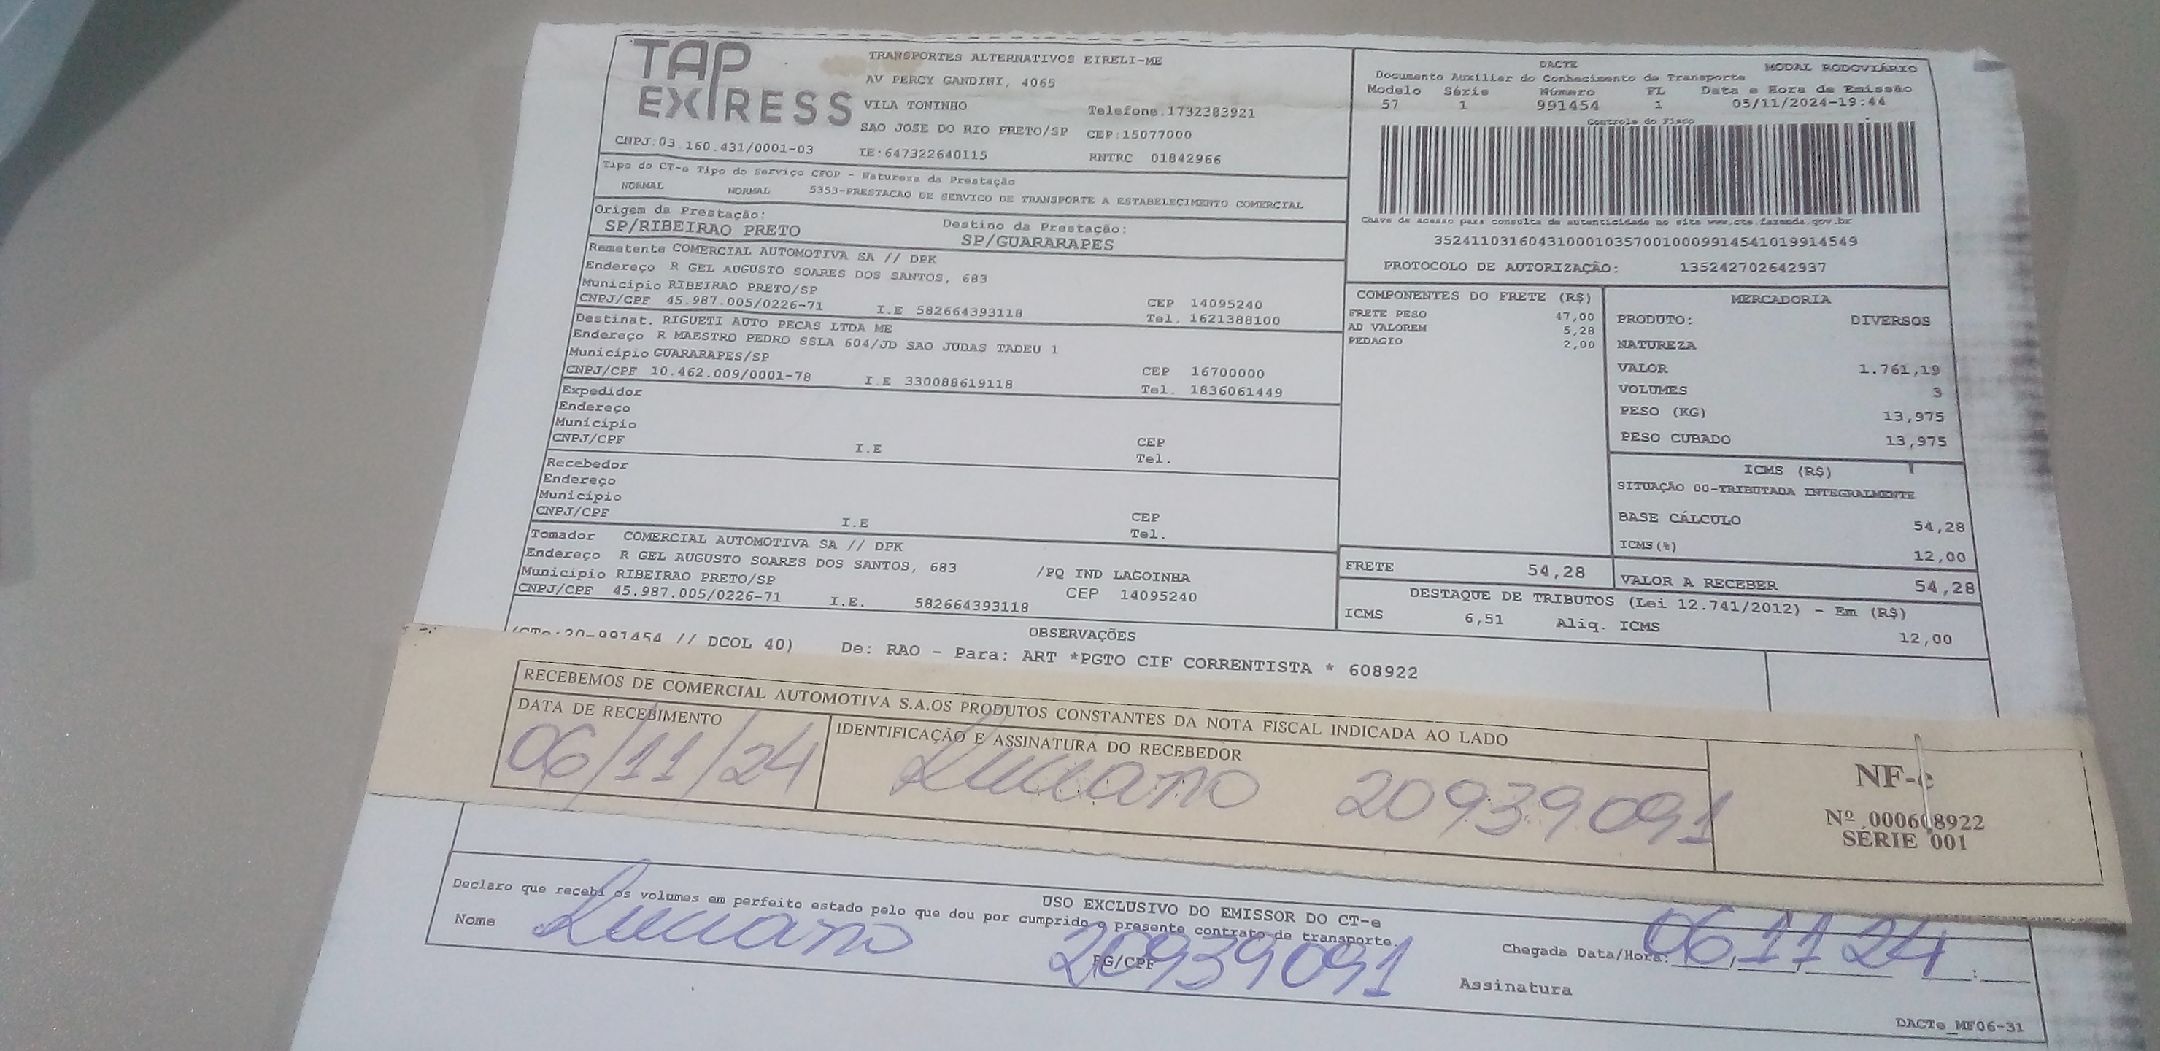 TAP EXPRESS
TRANSPORTES ALTERNATIVOS EIRELI-ME
AV PERCY GANDINI, 4065
VILA TONINHO Telefone.1732383921
SAO JOSE DO RIO PRETO/SP CEP:15077000
CNPJ:03.160.431/0001-03 IE:647322640115 RNTRC 01842966
Tipo do CT-e Tipo do Serviço CFOP - Natureza da Prestação
NORMAL NORMAL 5353-PRESTACAO DE SERVICO DE TRANSPORTE A ESTABELECIMENTO COMERCIAL
Origem da Prestação: Destino da Prestação:
SP/RIBEIRAO PRETO SP/GUARARAPES
Remetente COMERCIAL AUTOMOTIVA SA // DPK
Endereço R GEL AUGUSTO SOARES DOS SANTOS, 683
Município RIBEIRAO PRETO/SP CEP 14095240
CNPJ/CPF 45.987.005/0226-71 I.E 582664393118 Tel. 1621388100
Destinat. RIGUETI AUTO PECAS LTDA ME
Endereço R MAESTRO PEDRO SSLA 604/JD SAO JUDAS TADEU 1
Município GUARARAPES/SP CEP 16700000
CNPJ/CPF 10.462.009/0001-78 I.E 330088619118 Tel. 1836061449
Expedidor
Endereço
Município CEP
CNPJ/CPF I.E Tel.
Recebedor
Endereço
Município CEP
CNPJ/CPF I.E Tel.
Tomador COMERCIAL AUTOMOTIVA SA // DPK
Endereço R GEL AUGUSTO SOARES DOS SANTOS, 683 /PQ IND LAGOINHA
Município RIBEIRAO PRETO/SP CEP 14095240
CNPJ/CPF 45.987.005/0226-71 I.E. 582664393118
DACTE MODAL RODOVIÁRIO
Documento Auxiliar do Conhecimento de Transporte
Modelo Série Número FL Data e Hora de Emissão
57 1 991454 1 05/11/2024-19:44
Controle do Fisco
Chave de acesso para consulta de autenticidade no site www.cte.fazenda.gov.br
35241103160431000103570010009914541019914549
PROTOCOLO DE AUTORIZAÇÃO: 135242702642937
COMPONENTES DO FRETE (R$)
FRETE PESO 47,00
AD VALOREM 5,28
PEDAGIO 2,00
MERCADORIA
PRODUTO: DIVERSOS
NATUREZA
VALOR 1.761,19
VOLUMES 3
PESO (KG) 13,975
PESO CUBADO 13,975
ICMS (R$)
SITUAÇÃO 00-TRIBUTADA INTEGRALMENTE
BASE CÁLCULO 54,28
ICMS(%) 12,00
FRETE 54,28 VALOR A RECEBER 54,28
DESTAQUE DE TRIBUTOS (Lei 12.741/2012) - Em (R$)
ICMS 6,51 Aliq. ICMS 12,00
OBSERVAÇÕES
(CTe:20-991454 // DCOL 40) De: RAO - Para: ART *PGTO CIF CORRENTISTA * 608922
RECEBEMOS DE COMERCIAL AUTOMOTIVA S.A.OS PRODUTOS CONSTANTES DA NOTA FISCAL INDICADA AO LADO
DATA DE RECEBIMENTO IDENTIFICAÇÃO E ASSINATURA DO RECEBEDOR
06/11/24 Luciano 20939091
NF-e
Nº 000608922
SÉRIE 001
USO EXCLUSIVO DO EMISSOR DO CT-e
Declaro que recebi os volumes em perfeito estado pelo que dou por cumprido o presente contrato de transporte.
Nome Luciano RG/CPF 20939091 Chegada Data/Hora: 06 11 24
Assinatura
DACTe_MF06-31